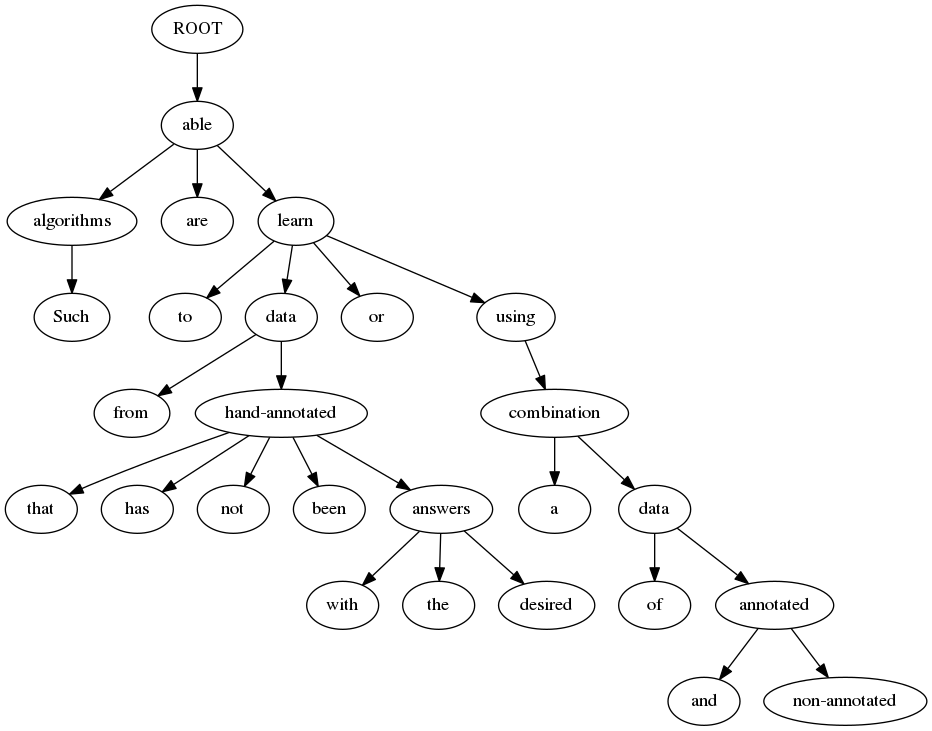 ROOT
able
algorithms are learn
Such to data or using
from hand-annotated combination
that has not been answers a data
with the desired of annotated
and non-annotated